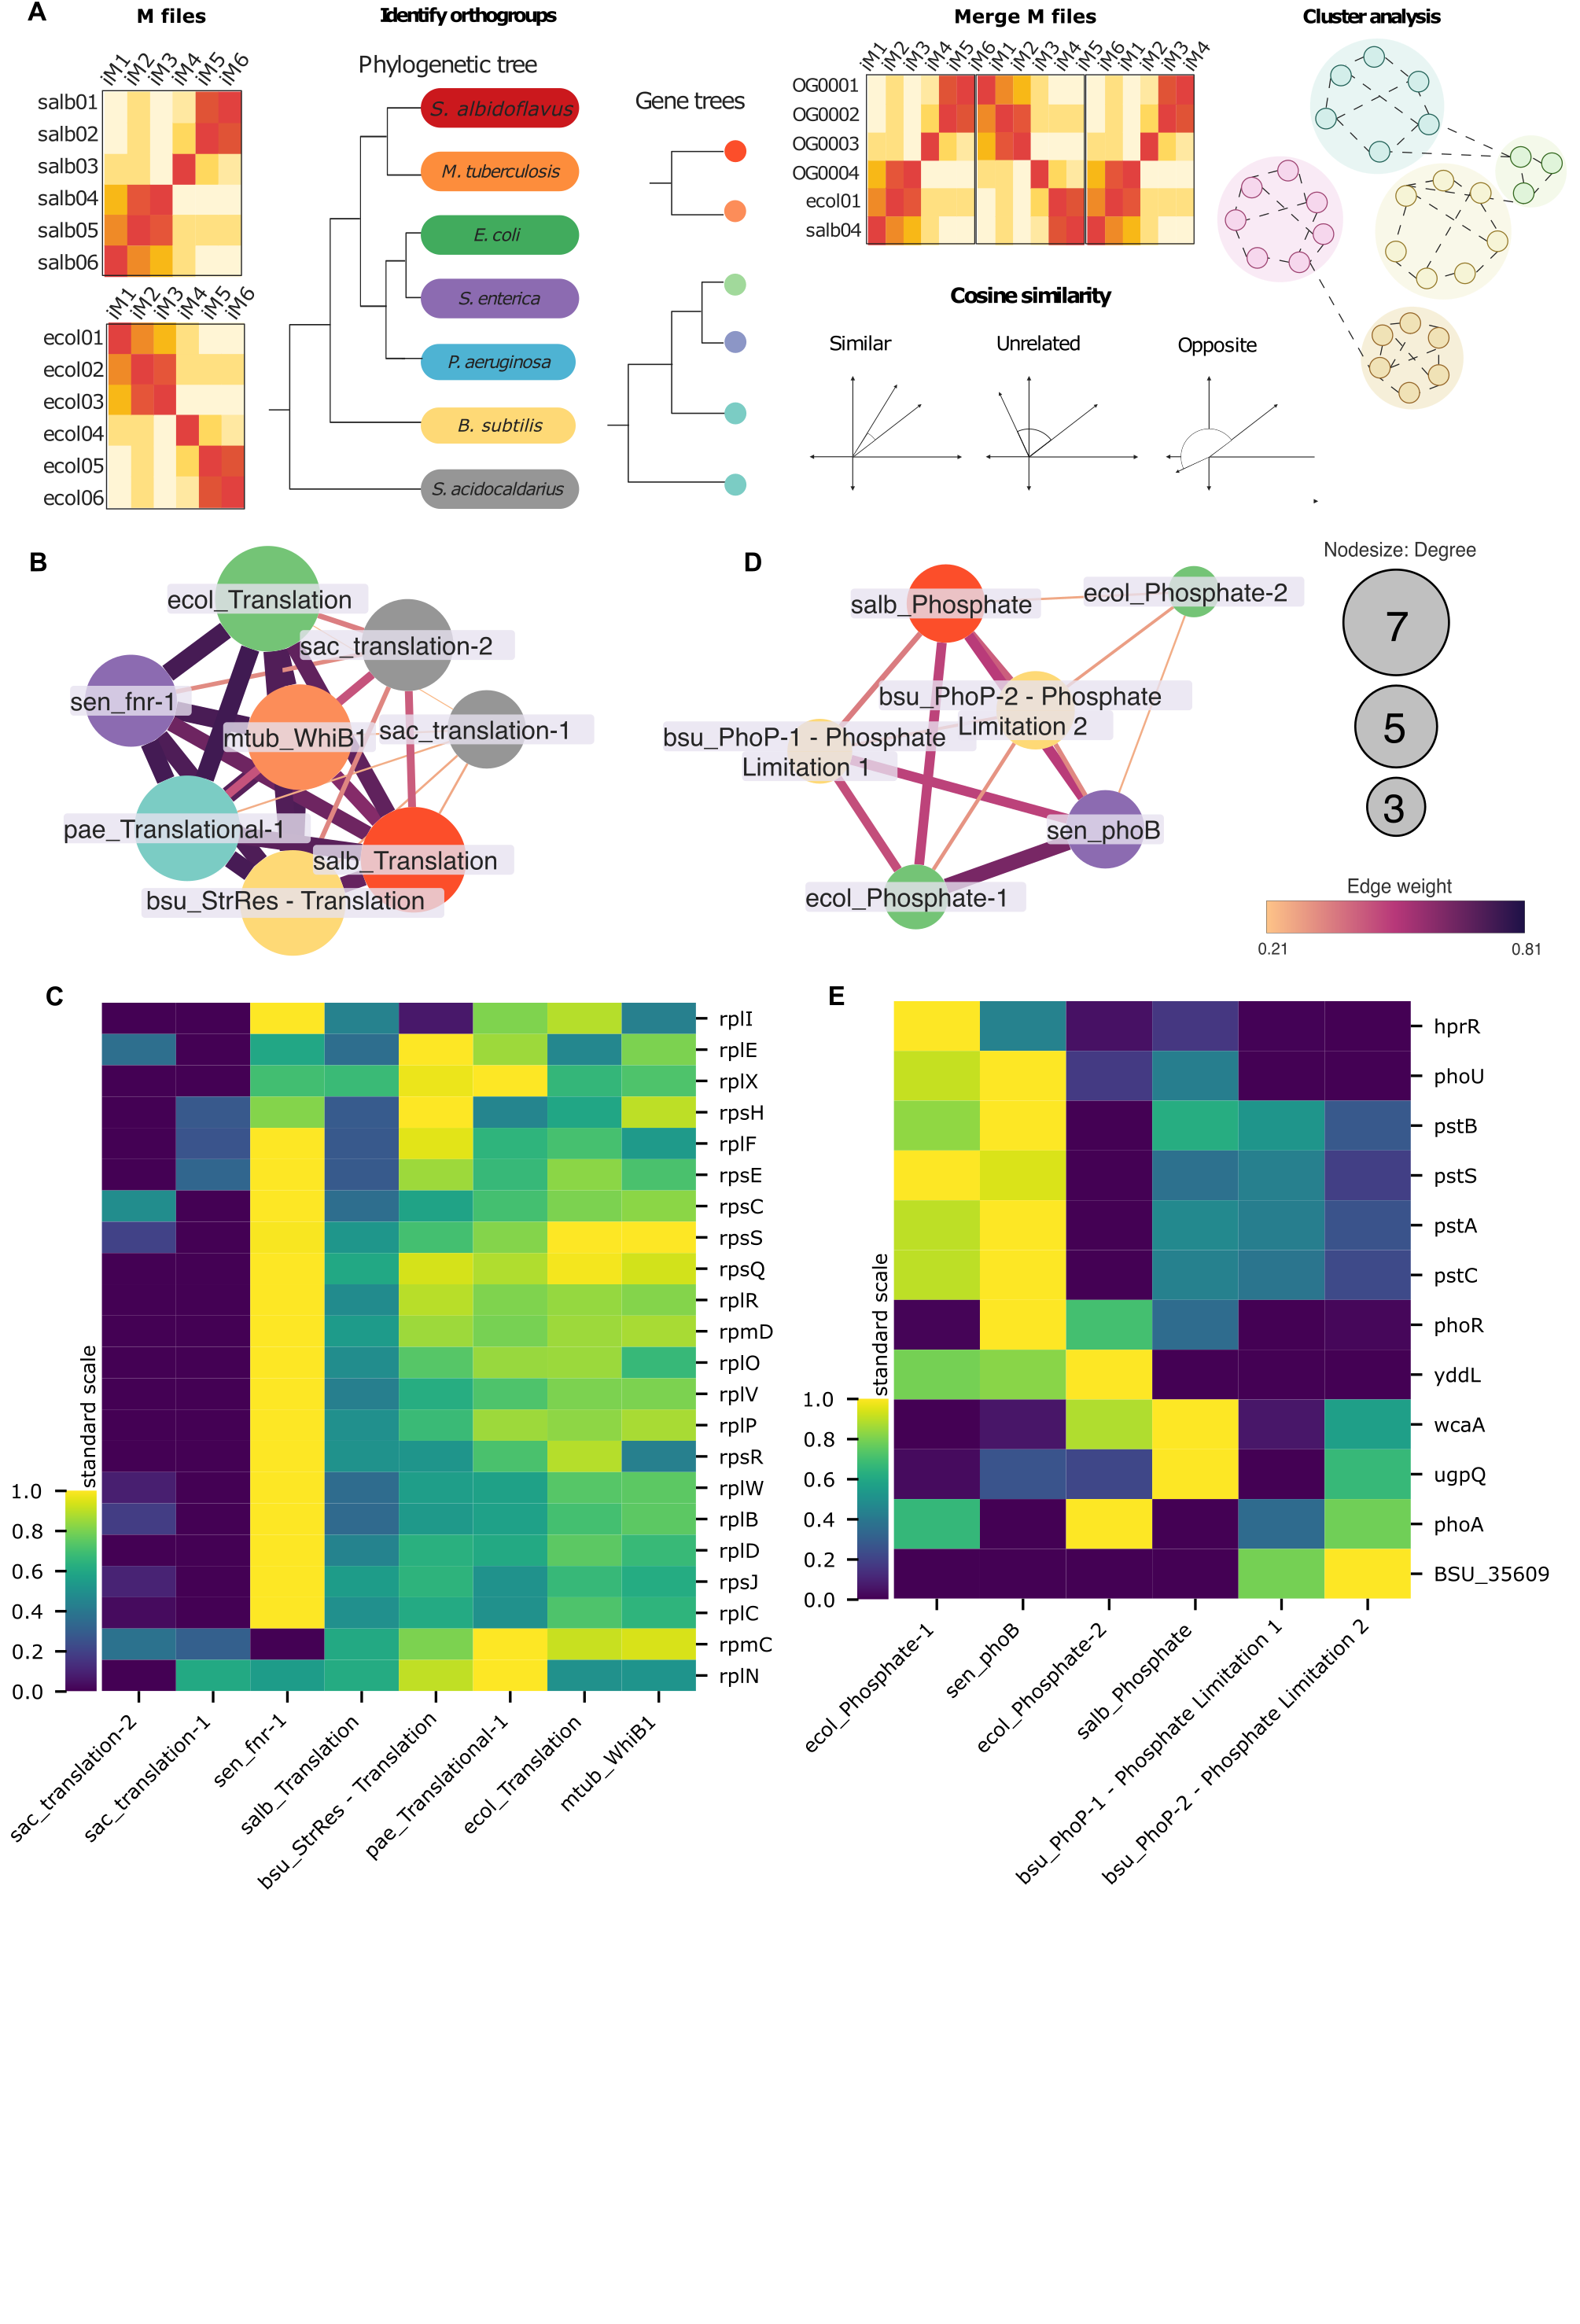 A
M files
iM1 iM2 iM3 iM4 iM5 iM6
salb01
salb02
salb03
salb04
salb05
salb06
iM1 iM2 iM3 iM4 iM5 iM6
ecol01
ecol02
ecol03
ecol04
ecol05
ecol06
Identify orthogroups
Phylogenetic tree
S. albidoflavus
M. tuberculosis
E. coli
S. enterica
P. aeruginosa
B. subtilis
S. acidocaldarius
Gene trees
Merge M files
iM1 iM2 iM3 iM4 iM5 iM6 iM1 iM2 iM3 iM4 iM5 iM6 iM1 iM2 iM3 iM4
OG0001
OG0002
OG0003
OG0004
ecol01
salb04
Cosine similarity
Similar
Unrelated
Opposite
Cluster analysis
B
ecol_Translation
sac_translation-2
sen_fnr-1
mtub_WhiB1
sac_translation-1
pae_Translational-1
salb_Translation
bsu_StrRes - Translation
D
salb_Phosphate
ecol_Phosphate-2
bsu_PhoP-2 - Phosphate
Limitation 2
bsu_PhoP-1 - Phosphate
Limitation 1
sen_phoB
ecol_Phosphate-1
Nodesize: Degree
7
5
3
Edge weight
0.21
0.81
C
rplI
rplE
rplX
rpsH
rplF
rpsE
rpsC
rpsS
rpsQ
rplR
rpmD
rplO
rplV
rplP
rpsR
rplW
rplB
rplD
rpsJ
rplC
rpmC
rplN
standard scale
1.0
0.8
0.6
0.4
0.2
0.0
sac_translation-2
sac_translation-1
sen_fnr-1
salb_Translation
bsu_StrRes - Translation
pae_Translational-1
ecol_Translation
mtub_WhiB1
E
hprR
phoU
pstB
pstS
pstA
pstC
phoR
yddL
wcaA
ugpQ
phoA
BSU_35609
standard scale
1.0
0.8
0.6
0.4
0.2
0.0
ecol_Phosphate-1
sen_phoB
ecol_Phosphate-2
salb_Phosphate
bsu_PhoP-1 - Phosphate Limitation 1
bsu_PhoP-2 - Phosphate Limitation 2